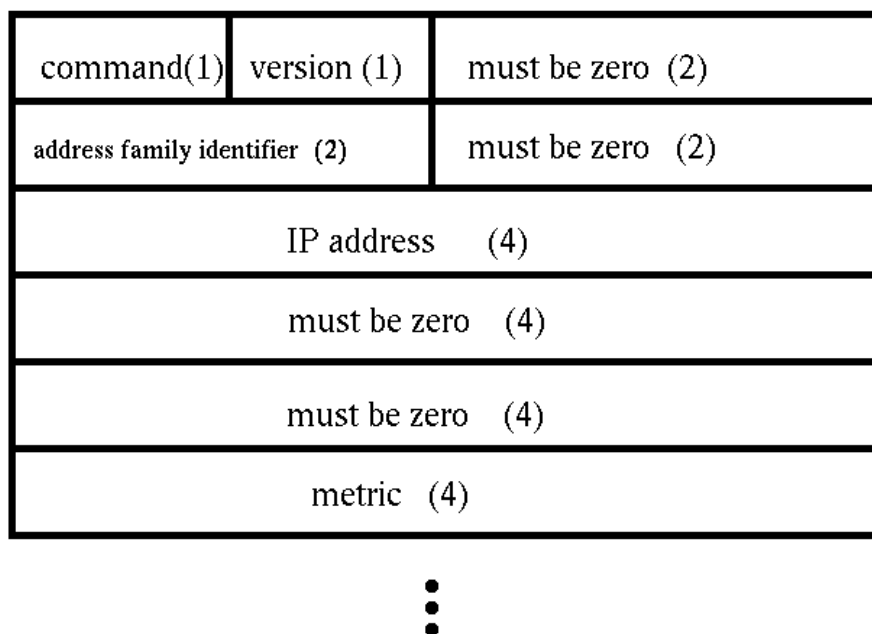 command(1) version (1) must be zero (2)
address family identifier (2) must be zero (2)
IP address (4)
must be zero (4)
must be zero (4)
metric (4)